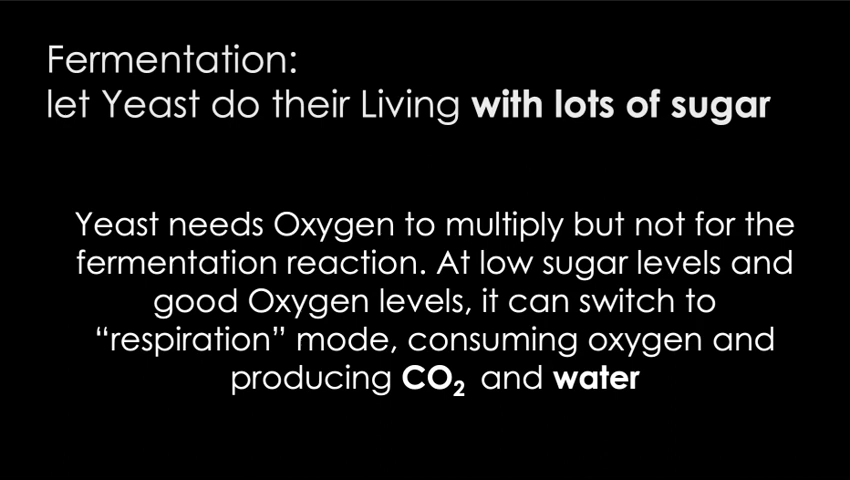 Fermentation:
let Yeast do their Living with lots of sugar
Yeast needs Oxygen to multiply but not for the
fermentation reaction. At low sugar levels and
good Oxygen levels, it can switch to
“respiration” mode, consuming oxygen and
producing CO₂ and water